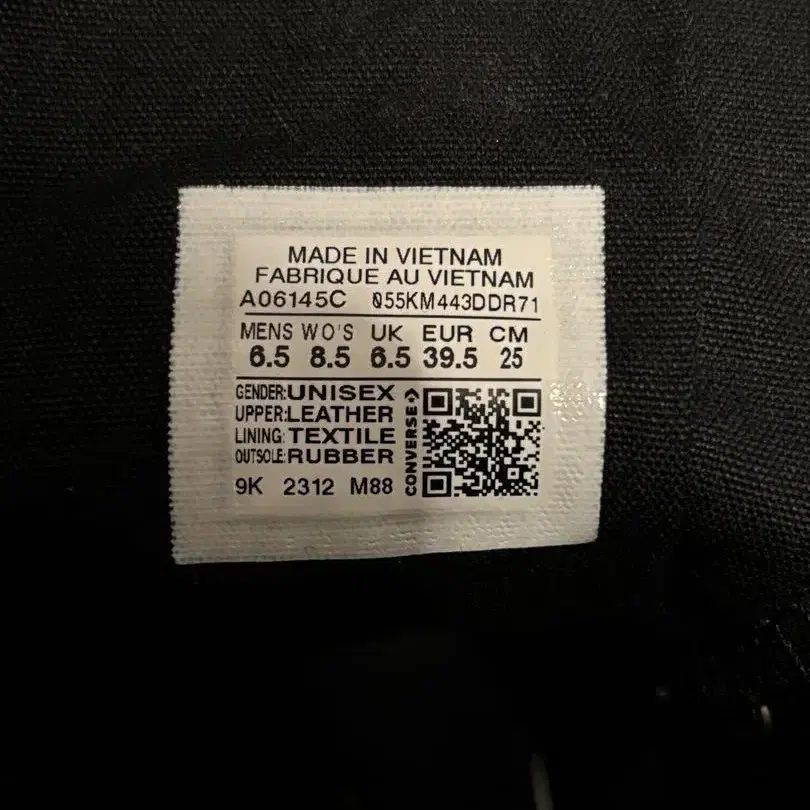 MADE IN VIETNAM
FABRIQUE AU VIETNAM
A06145C 055KM443DDR71
MENS WO'S UK EUR CM
6.5 8.5 6.5 39.5 25
GENDER:UNISEX
UPPER:LEATHER
LINING:TEXTILE
OUTSOLE:RUBBER
CONVERSE
9K 2312 M88